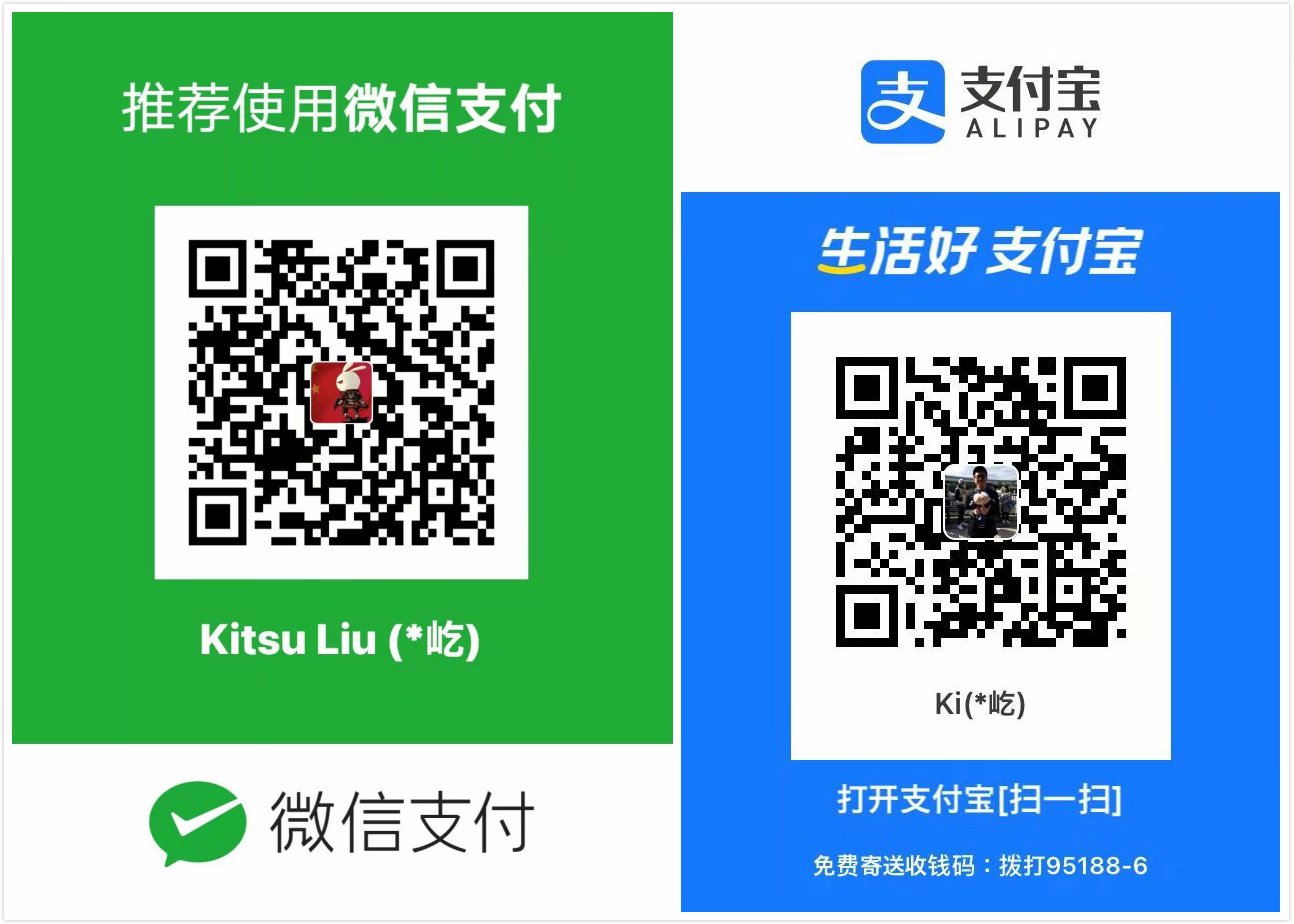 推荐使用微信支付
Kitsu Liu (*屹)
微信支付
支 支付宝
ALIPAY
生活好 支付宝
Ki(*屹)
打开支付宝[扫一扫]
免费寄送收钱码：拨打95188-6